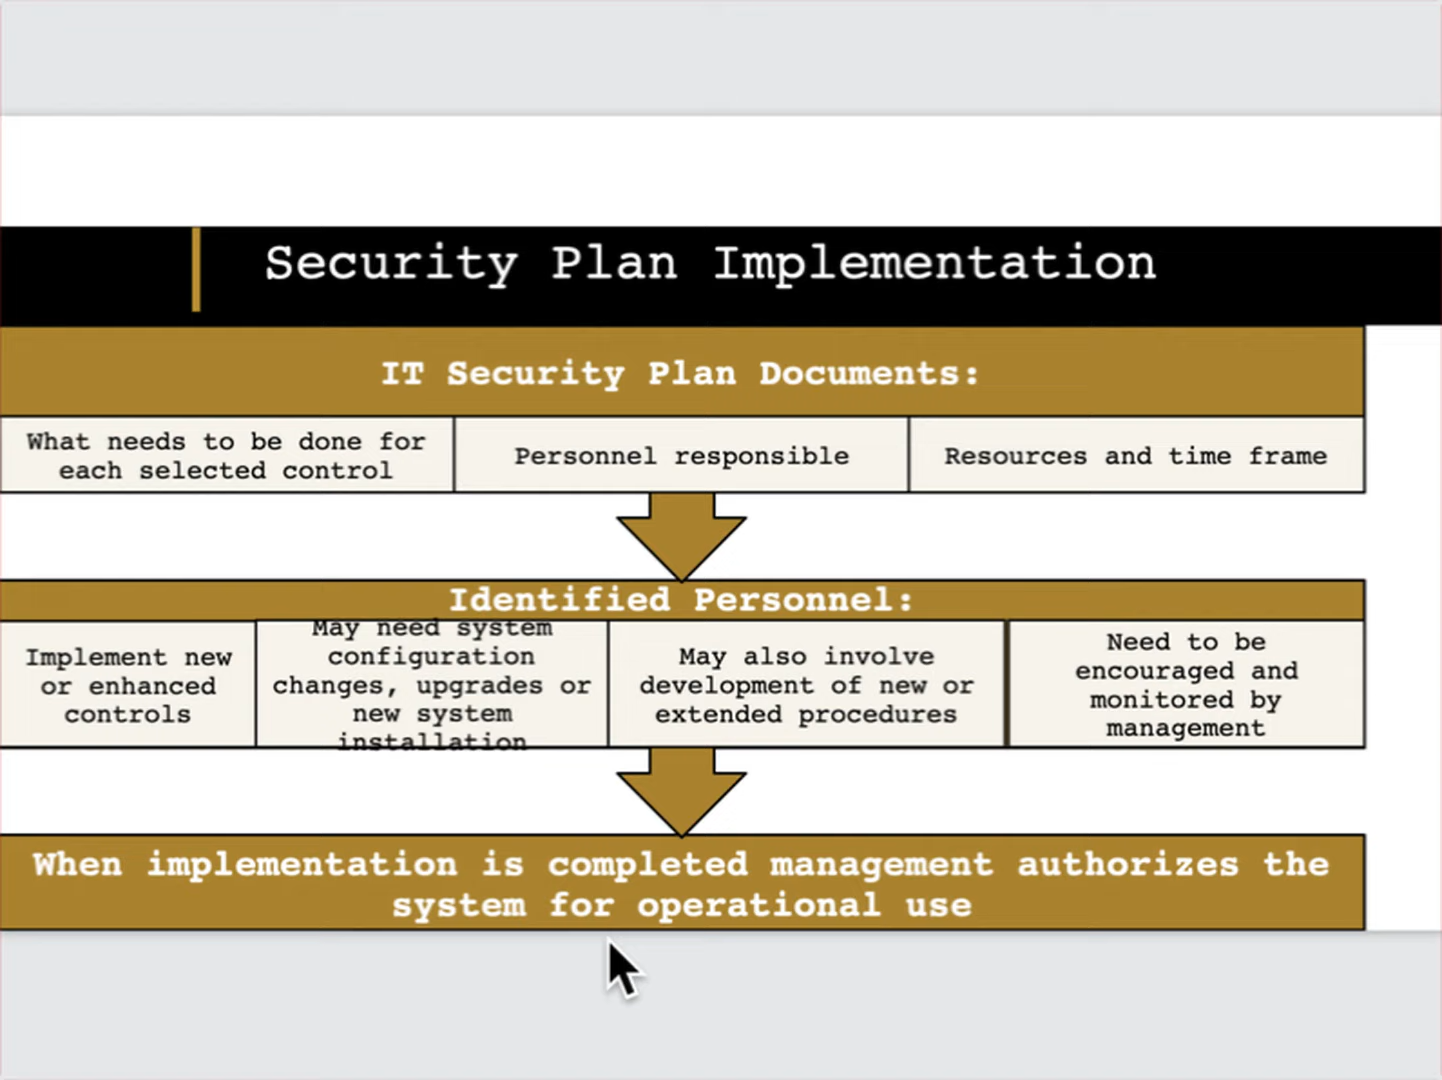 Security Plan Implementation
IT Security Plan Documents:
What needs to be done for
each selected control
Personnel responsible
Resources and time frame
Identified Personnel:
Implement new
or enhanced
controls
May need system
configuration
changes, upgrades or
new system
installation
May also involve
development of new or
extended procedures
Need to be
encouraged and
monitored by
management
When implementation is completed management authorizes the
system for operational use